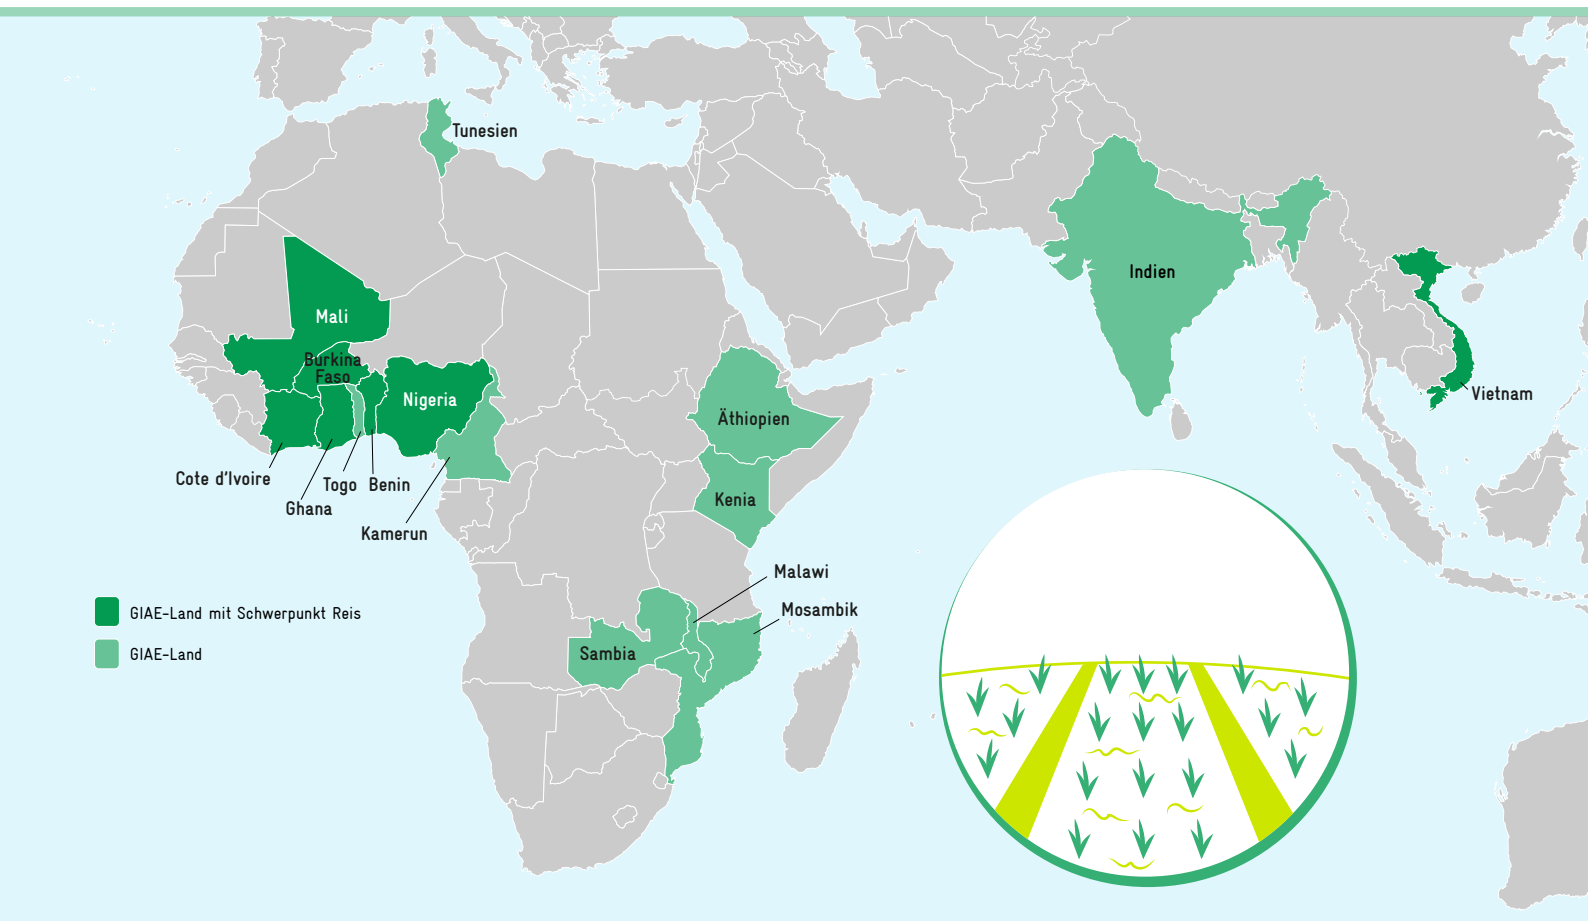 Tunesien
Indien
Mali
Burkina
Faso
Nigeria
Vietnam
Äthiopien
Cote d'Ivoire
Togo
Benin
Ghana
Kenia
Kamerun
Malawi
Mosambik
GIAE-Land mit Schwerpunkt Reis
GIAE-Land
Sambia